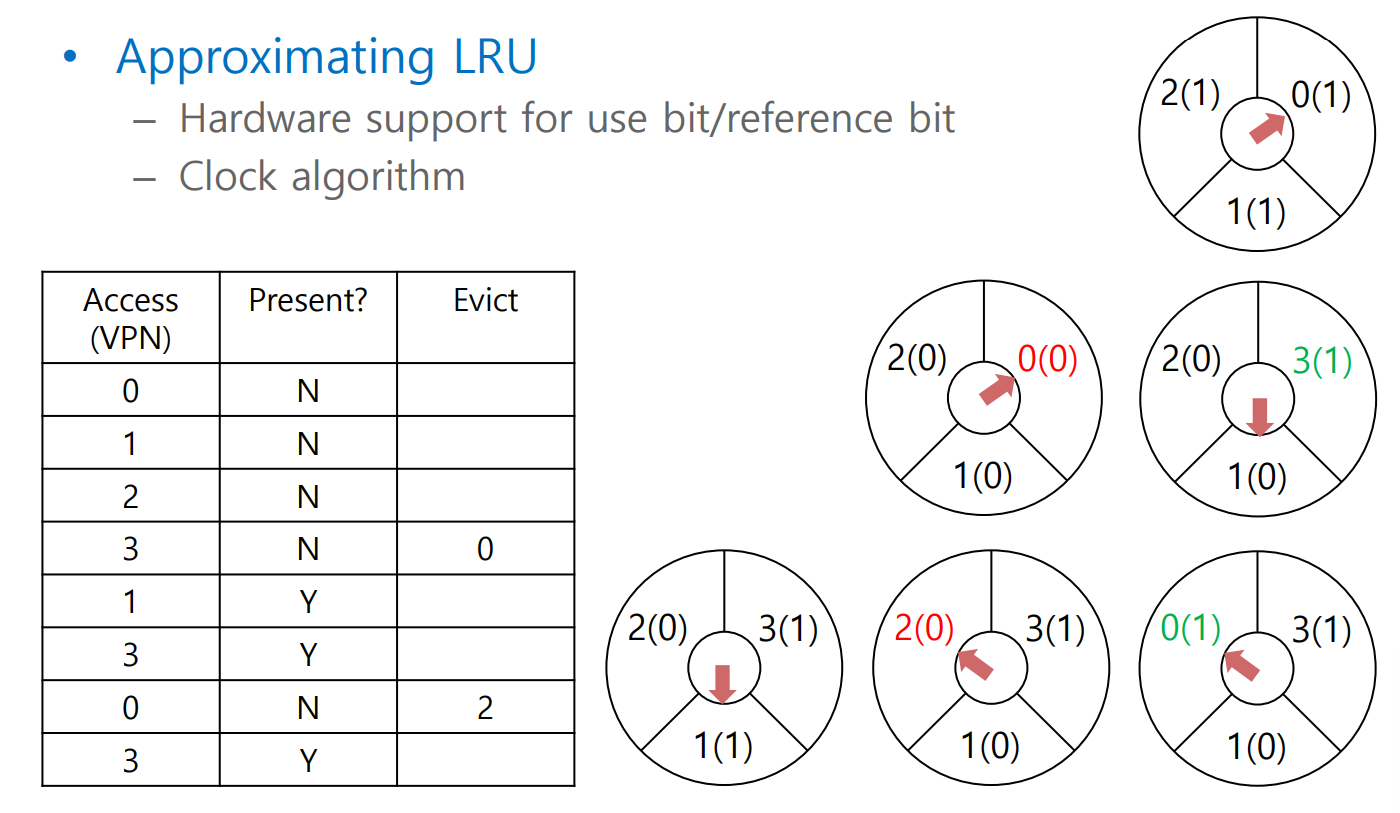 • Approximating LRU
– Hardware support for use bit/reference bit
– Clock algorithm
Access (VPN) Present? Evict
0 N
1 N
2 N
3 N 0
1 Y
3 Y
0 N 2
3 Y
2(1) 0(1)
1(1)
2(0) 0(0)
1(0)
2(0) 3(1)
1(0)
2(0) 3(1)
1(1)
2(0) 3(1)
1(0)
0(1) 3(1)
1(0)